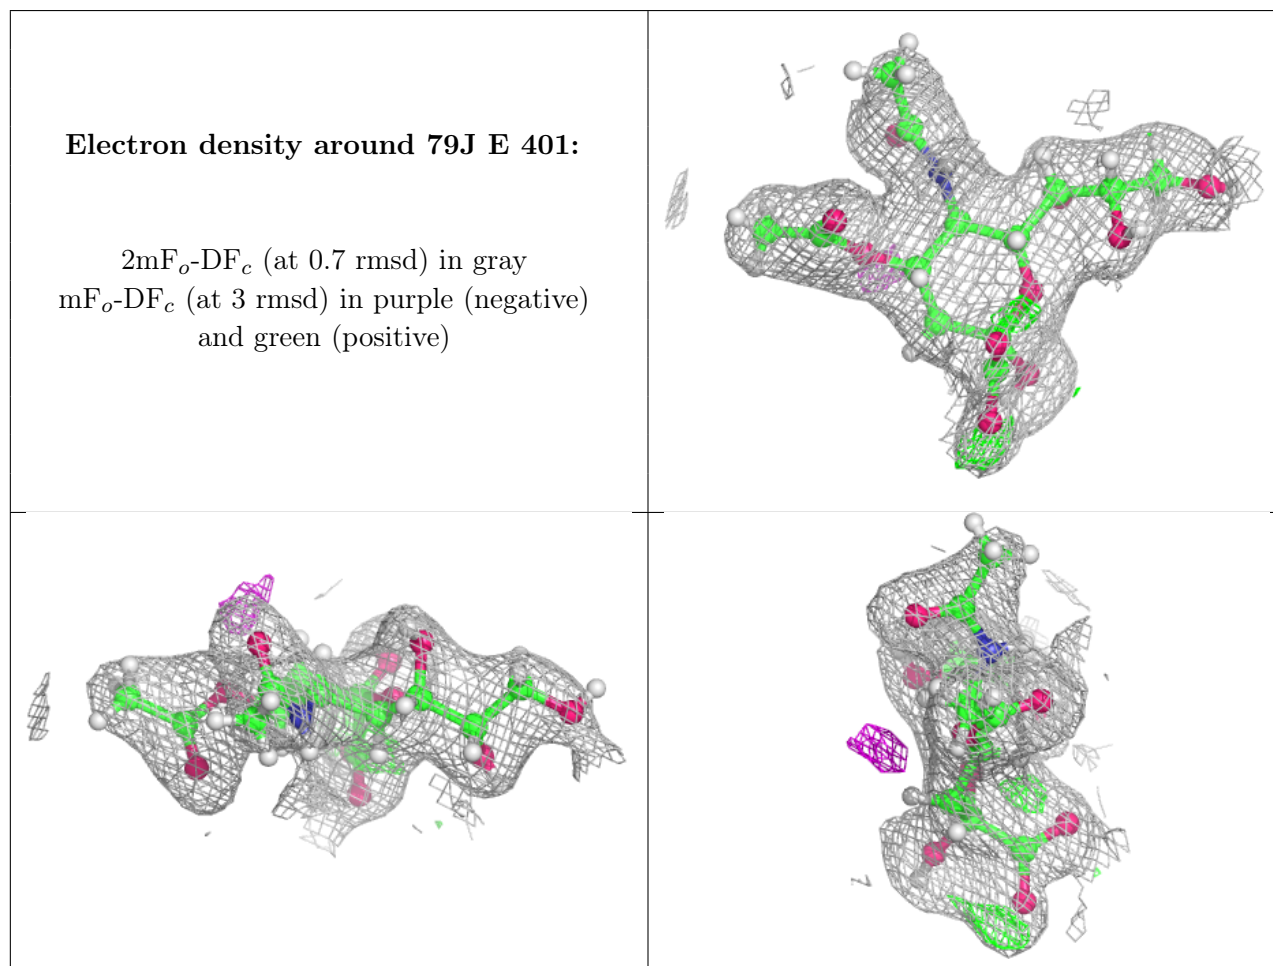 Electron density around 79J E 401:
2mFo-DFc (at 0.7 rmsd) in gray
mFo-DFc (at 3 rmsd) in purple (negative)
and green (positive)